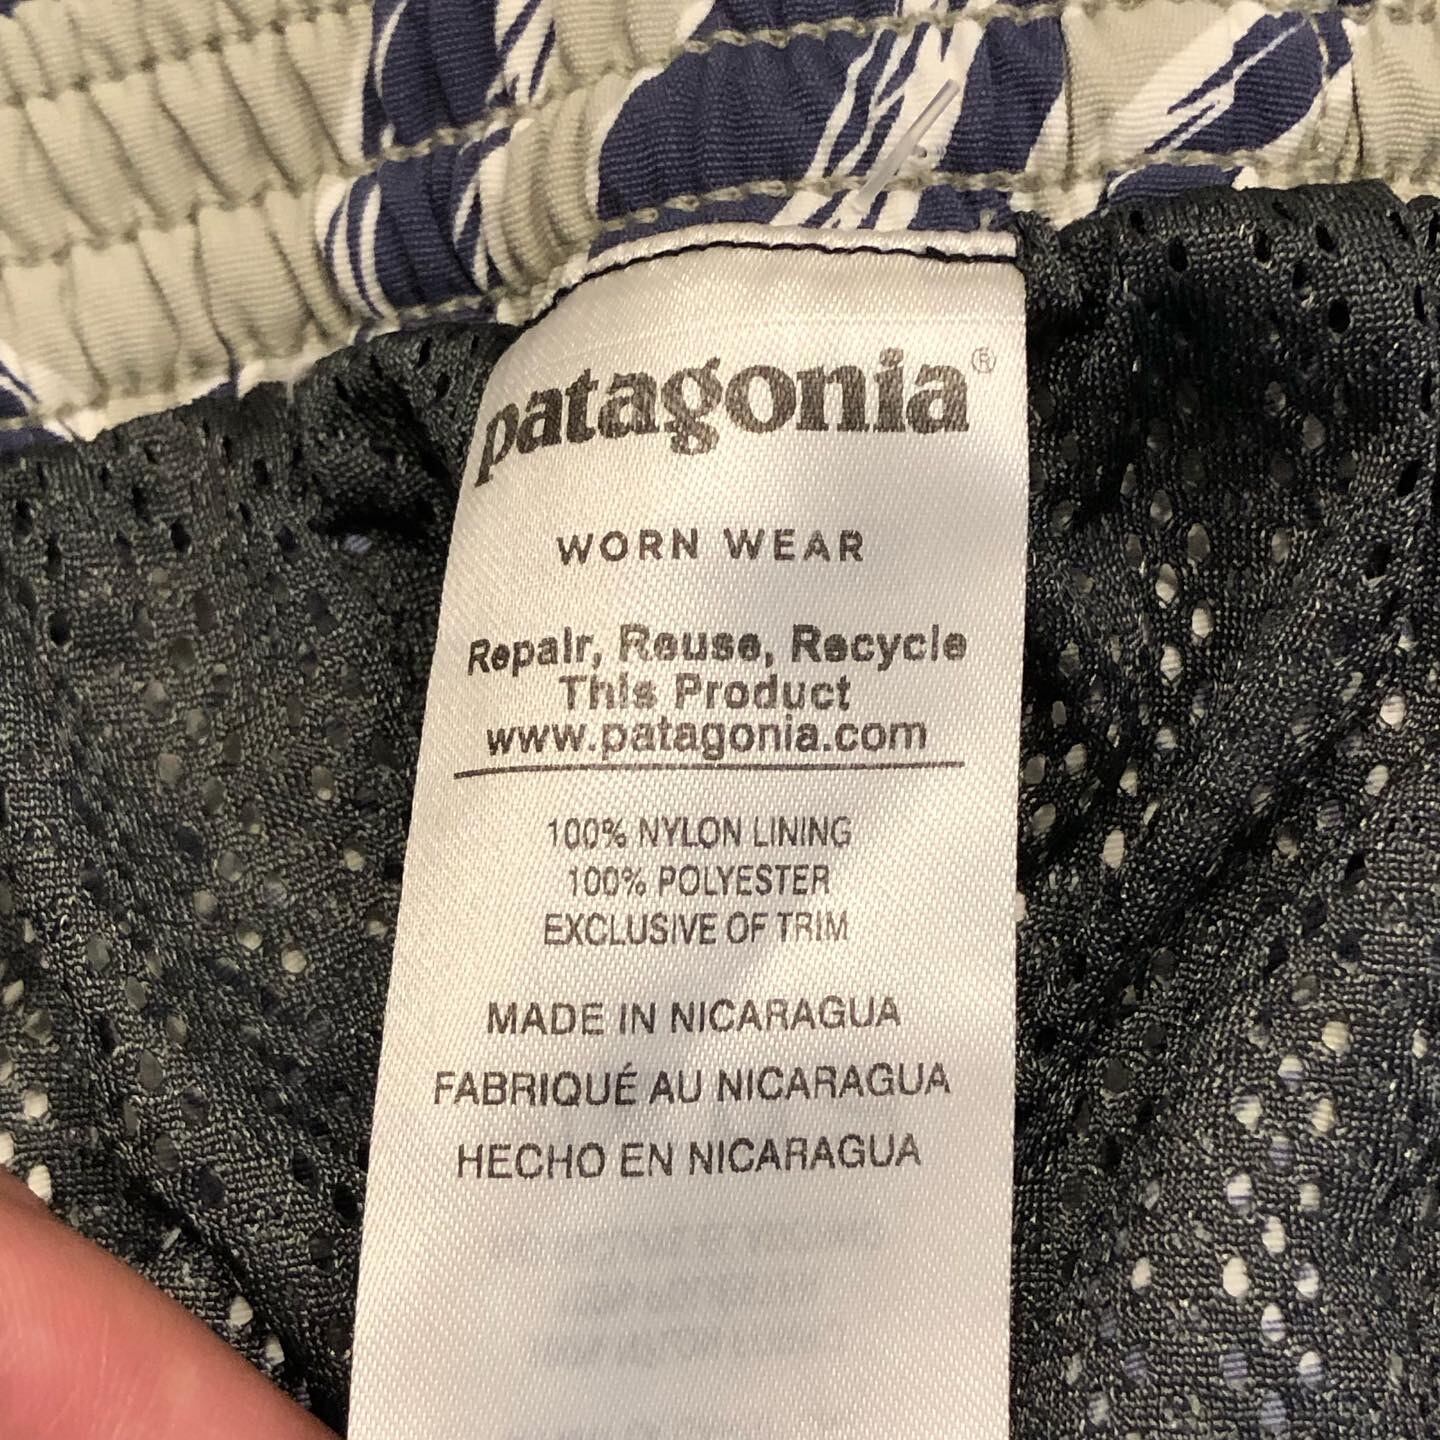 patagonia®
WORN WEAR
Repair, Reuse, Recycle
This Product
www.patagonia.com
100% NYLON LINING
100% POLYESTER
EXCLUSIVE OF TRIM
MADE IN NICARAGUA
FABRIQUÉ AU NICARAGUA
HECHO EN NICARAGUA